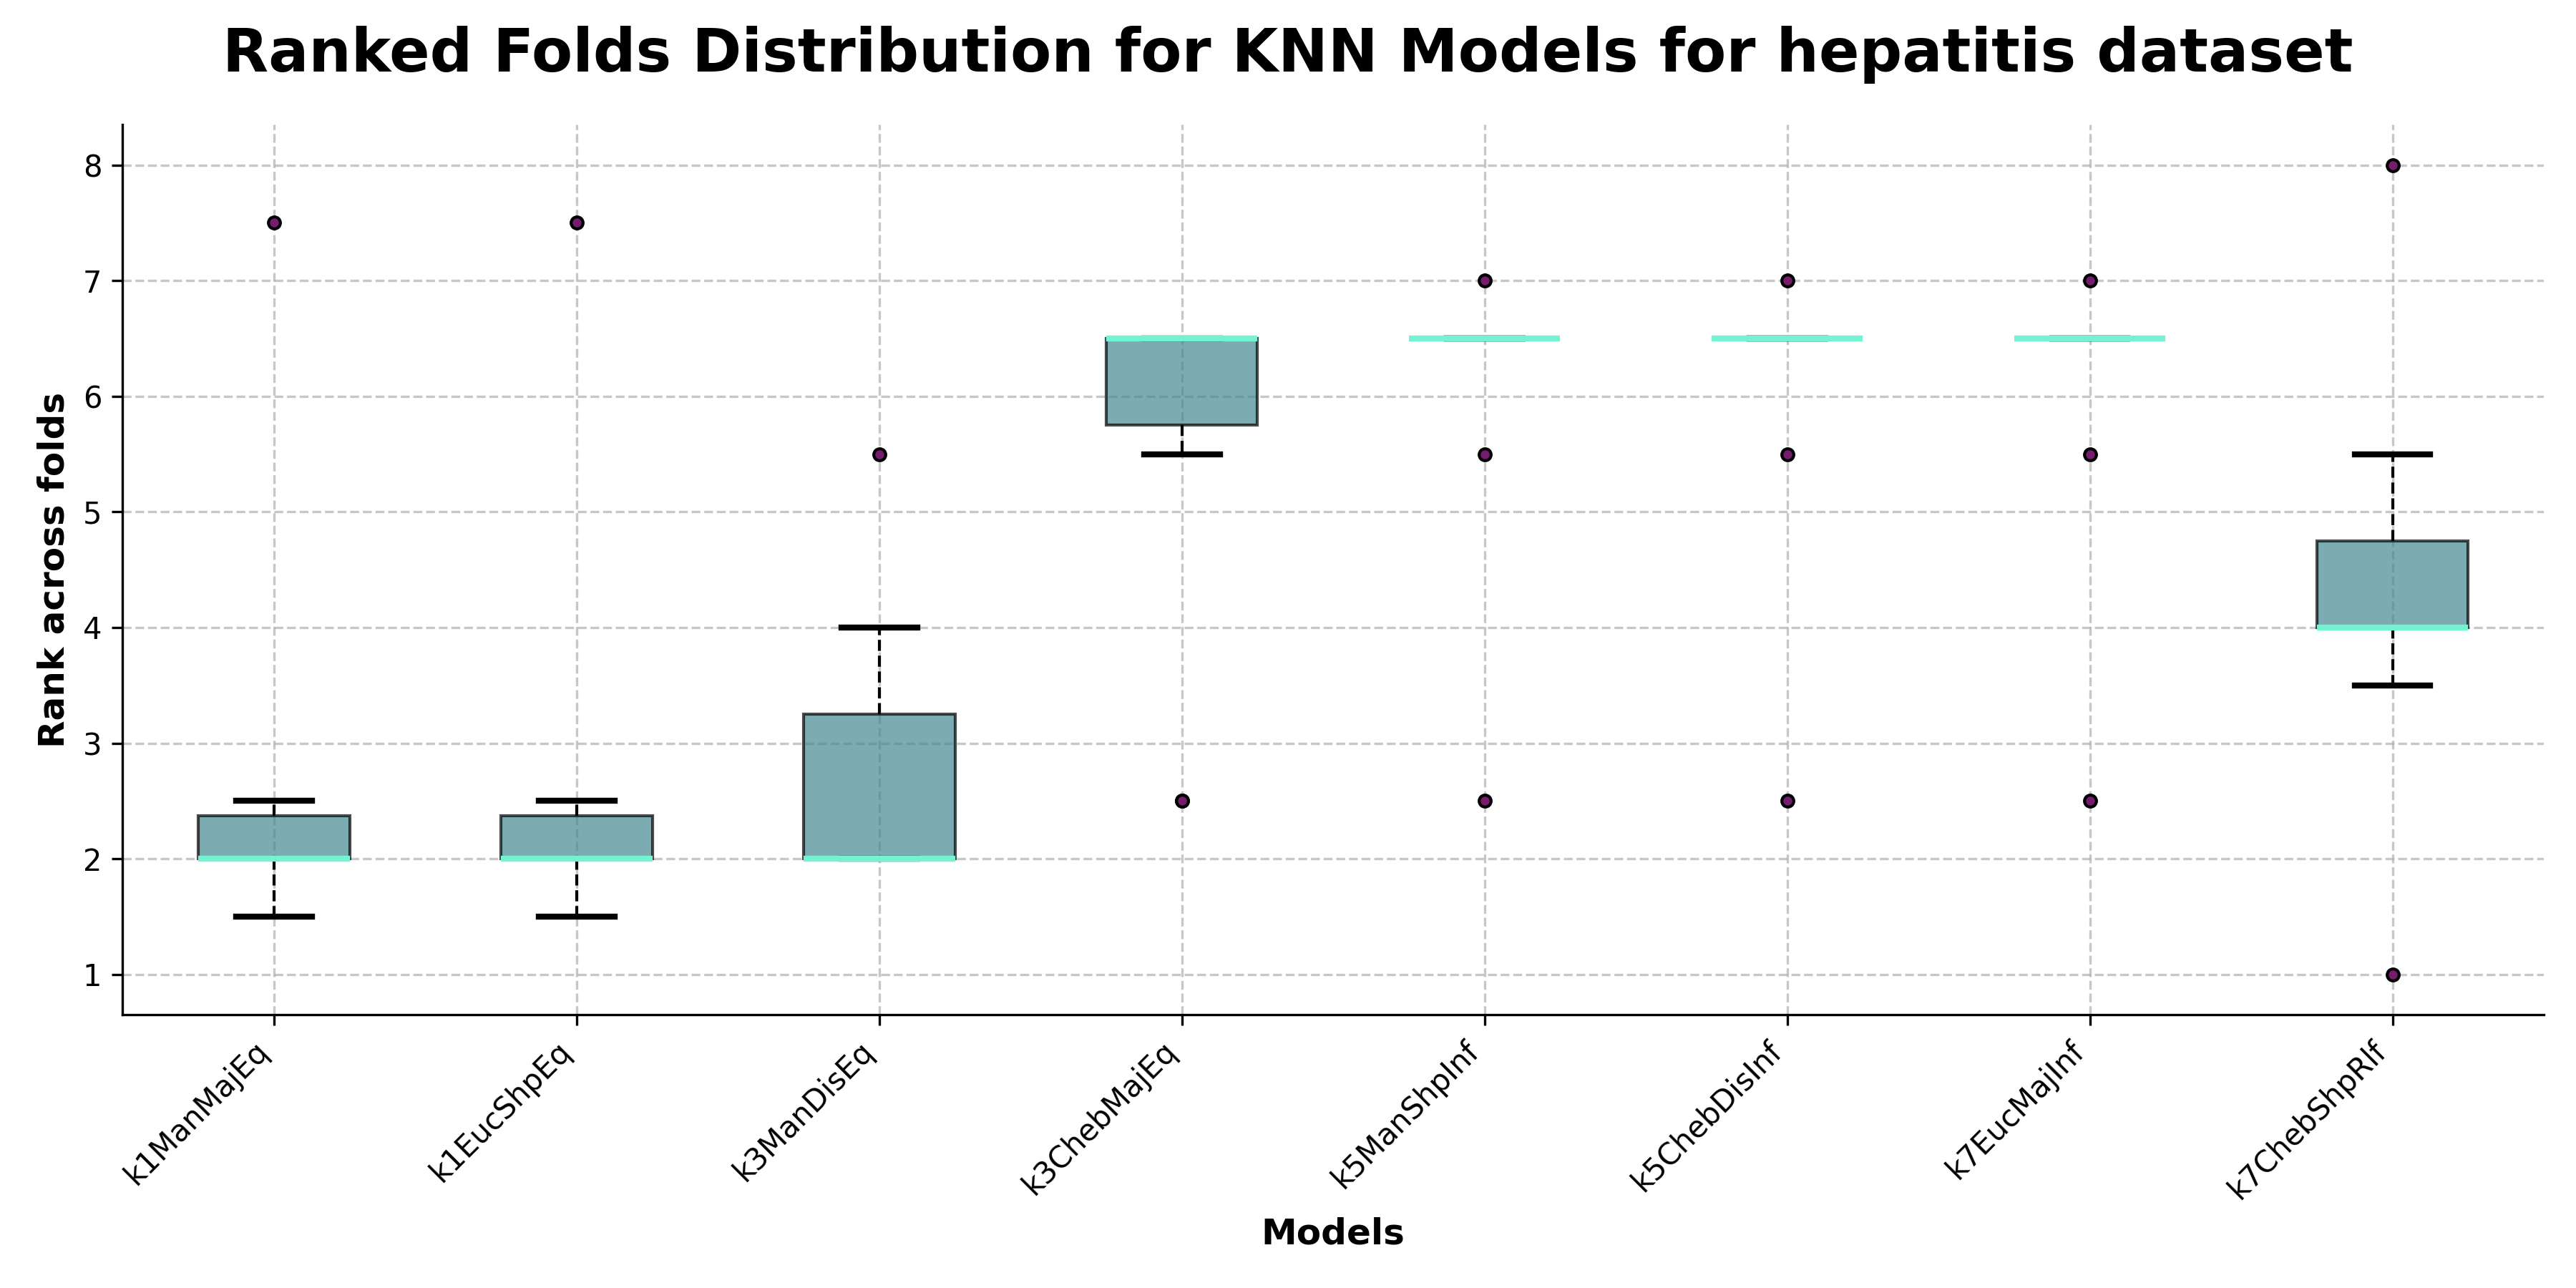 Ranked Folds Distribution for KNN Models for hepatitis dataset
Rank across folds
8
7
6
5
4
3
2
1
k1ManMajEq
k1EucShpEq
k3ManDisEq
k3ChebMajEq
k5ManShpInf
k5ChebDisInf
k7EucMajInf
k7ChebShpRlf
Models